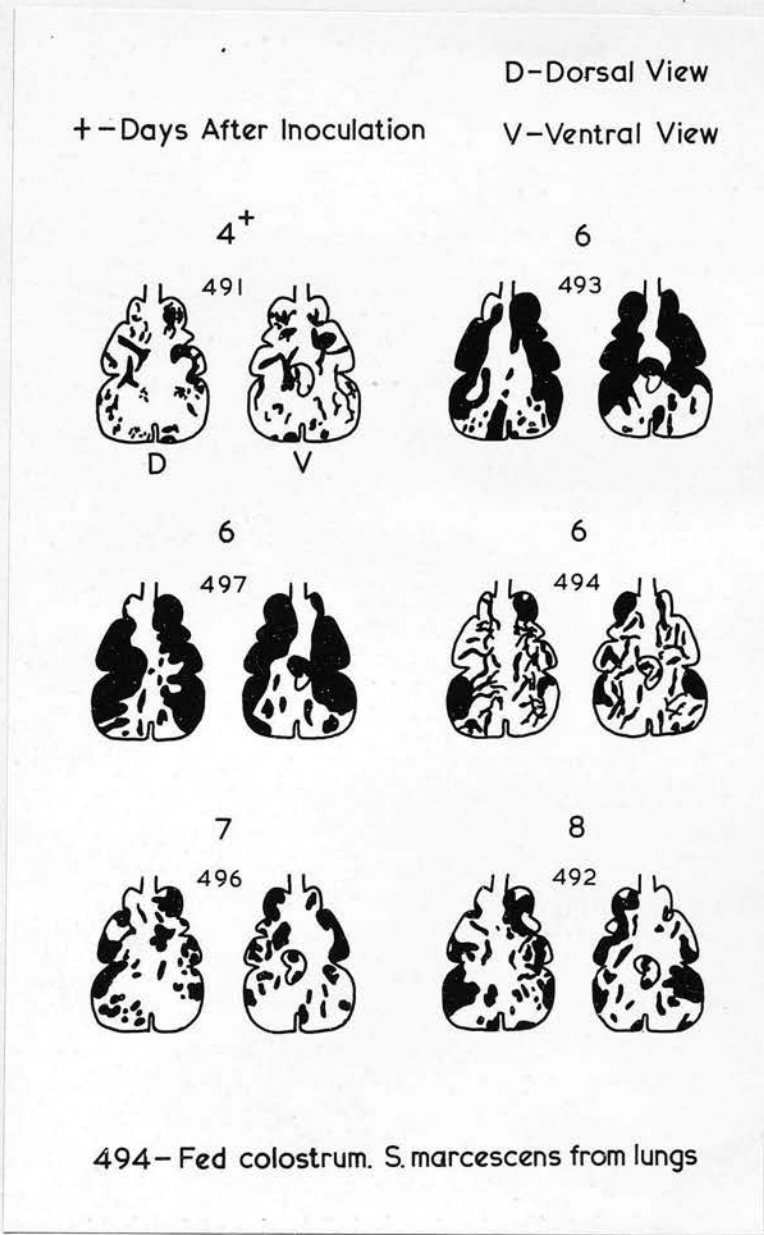 D-Dorsal View
+-Days After Inoculation
V-Ventral View
4+
6
491
493
D
V
6
6
497
494
7
8
496
492
494-Fed colostrum. S. marcescens from lungs